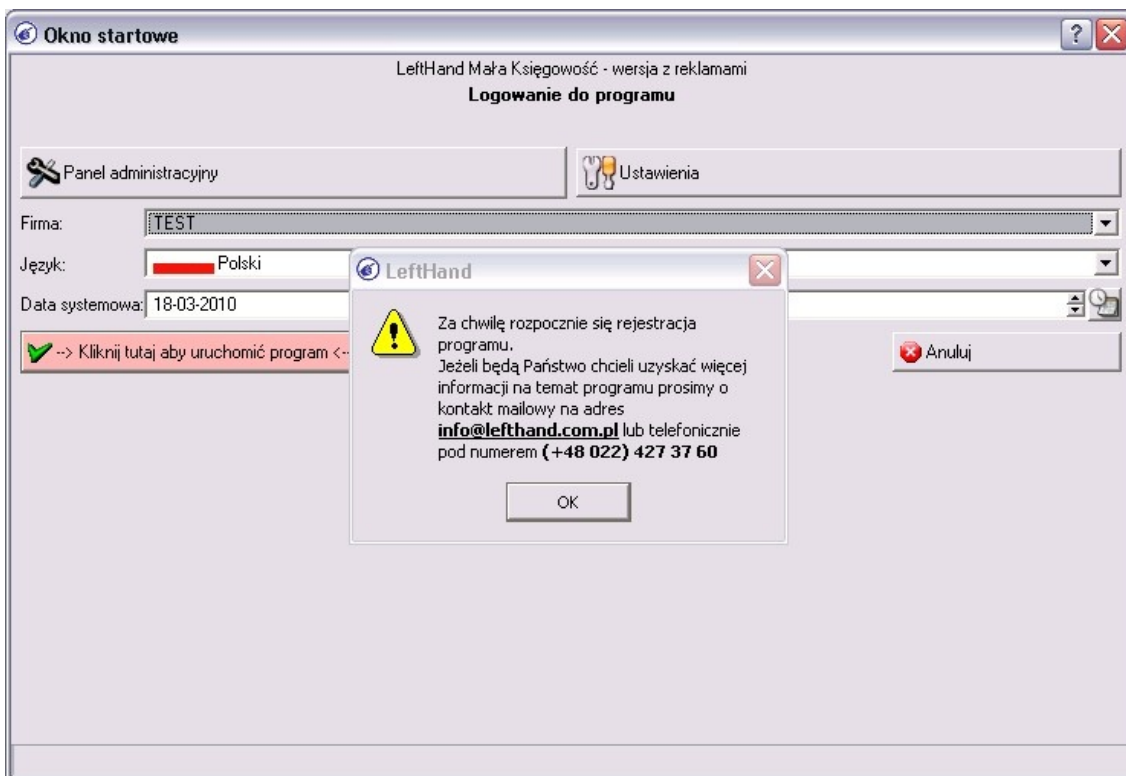 Okno startowe
LeftHand Mała Księgowość - wersja z reklamami
Logowanie do programu
Panel administracyjny
Ustawienia
Firma: TEST
Język: Polski
Data systemowa: 18-03-2010
--> Kliknij tutaj aby uruchomić program <--
Anuluj
LeftHand
Za chwilę rozpocznie się rejestracja
programu.
Jeżeli będą Państwo chcieli uzyskać więcej
informacji na temat programu prosimy o
kontakt mailowy na adres
info@lefthand.com.pl lub telefonicznie
pod numerem (+48 022) 427 37 60
OK